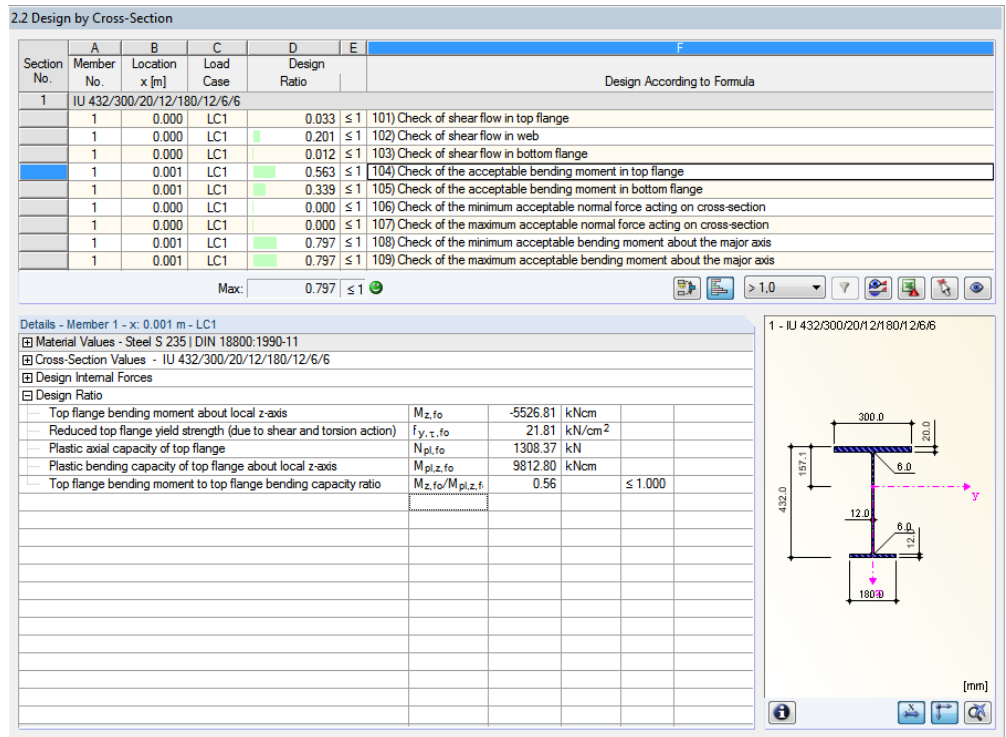 2.2 Design by Cross-Section
A B C D E F
Section Member Location Load Design
No. No. x [m] Case Ratio Design According to Formula
1 IU 432/300/20/12/180/12/6/6
1 0.000 LC1 0.033 ≤ 1 101) Check of shear flow in top flange
1 0.000 LC1 0.201 ≤ 1 102) Check of shear flow in web
1 0.000 LC1 0.012 ≤ 1 103) Check of shear flow in bottom flange
1 0.001 LC1 0.563 ≤ 1 104) Check of the acceptable bending moment in top flange
1 0.001 LC1 0.339 ≤ 1 105) Check of the acceptable bending moment in bottom flange
1 0.000 LC1 0.000 ≤ 1 106) Check of the minimum acceptable normal force acting on cross-section
1 0.000 LC1 0.000 ≤ 1 107) Check of the maximum acceptable normal force acting on cross-section
1 0.001 LC1 0.797 ≤ 1 108) Check of the minimum acceptable bending moment about the major axis
1 0.001 LC1 0.797 ≤ 1 109) Check of the maximum acceptable bending moment about the major axis
Max: 0.797 ≤ 1 > 1,0
Details - Member 1 - x: 0.001 m - LC1
Material Values - Steel S 235 | DIN 18800:1990-11
Cross-Section Values - IU 432/300/20/12/180/12/6/6
Design Internal Forces
Design Ratio
Top flange bending moment about local z-axis Mz,fo -5526.81 kNcm
Reduced top flange yield strength (due to shear and torsion action) fy,τ,fo 21.81 kN/cm2
Plastic axial capacity of top flange Npl,fo 1308.37 kN
Plastic bending capacity of top flange about local z-axis Mpl,z,fo 9812.80 kNcm
Top flange bending moment to top flange bending capacity ratio Mz,fo/Mpl,z,f 0.56 ≤ 1.000
1 - IU 432/300/20/12/180/12/6/6
300.0
20.0
157.1
6.0
432.0
y
12.0
6.0
12.0
180.0
[mm]